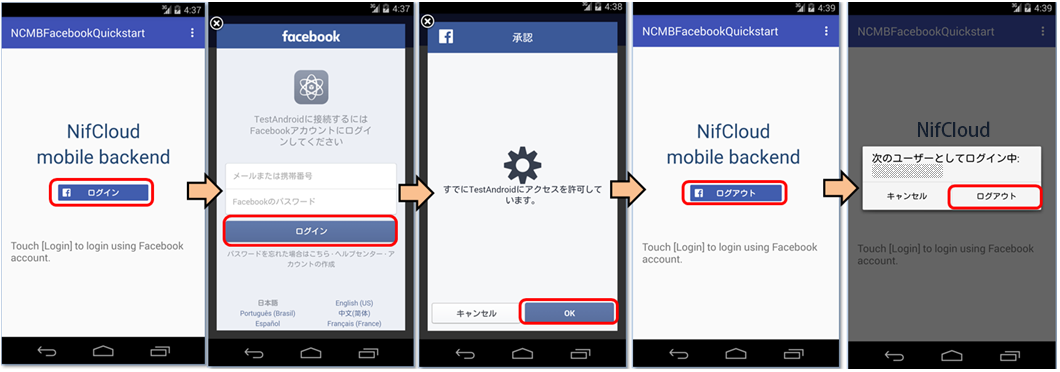 3G 4:37
NCMBFacebookQuickstart
NifCloud
mobile backend
ログイン
Touch [Login] to login using Facebook
account.
3G 4:37
facebook
TestAndroidに接続するには
Facebookアカウントにログイ
ンしてください
メールまたは携帯番号
Facebookのパスワード
ログイン
パスワードを忘れた場合はこちら・ヘルプセンター・ア
カウントの作成
日本語 English (US)
Português (Brasil) 中文(简体)
Español Français (France)
3G 4:38
承認
すでにTestAndroidにアクセスを許可して
います。
キャンセル OK
3G 4:39
NCMBFacebookQuickstart
NifCloud
mobile backend
ログアウト
Touch [Login] to login using Facebook
account.
3G 4:39
NCMBFacebookQuickstart
NifCloud
次のユーザーとしてログイン中:
キャンセル ログアウト
Touch [Login] to login using Facebook
account.